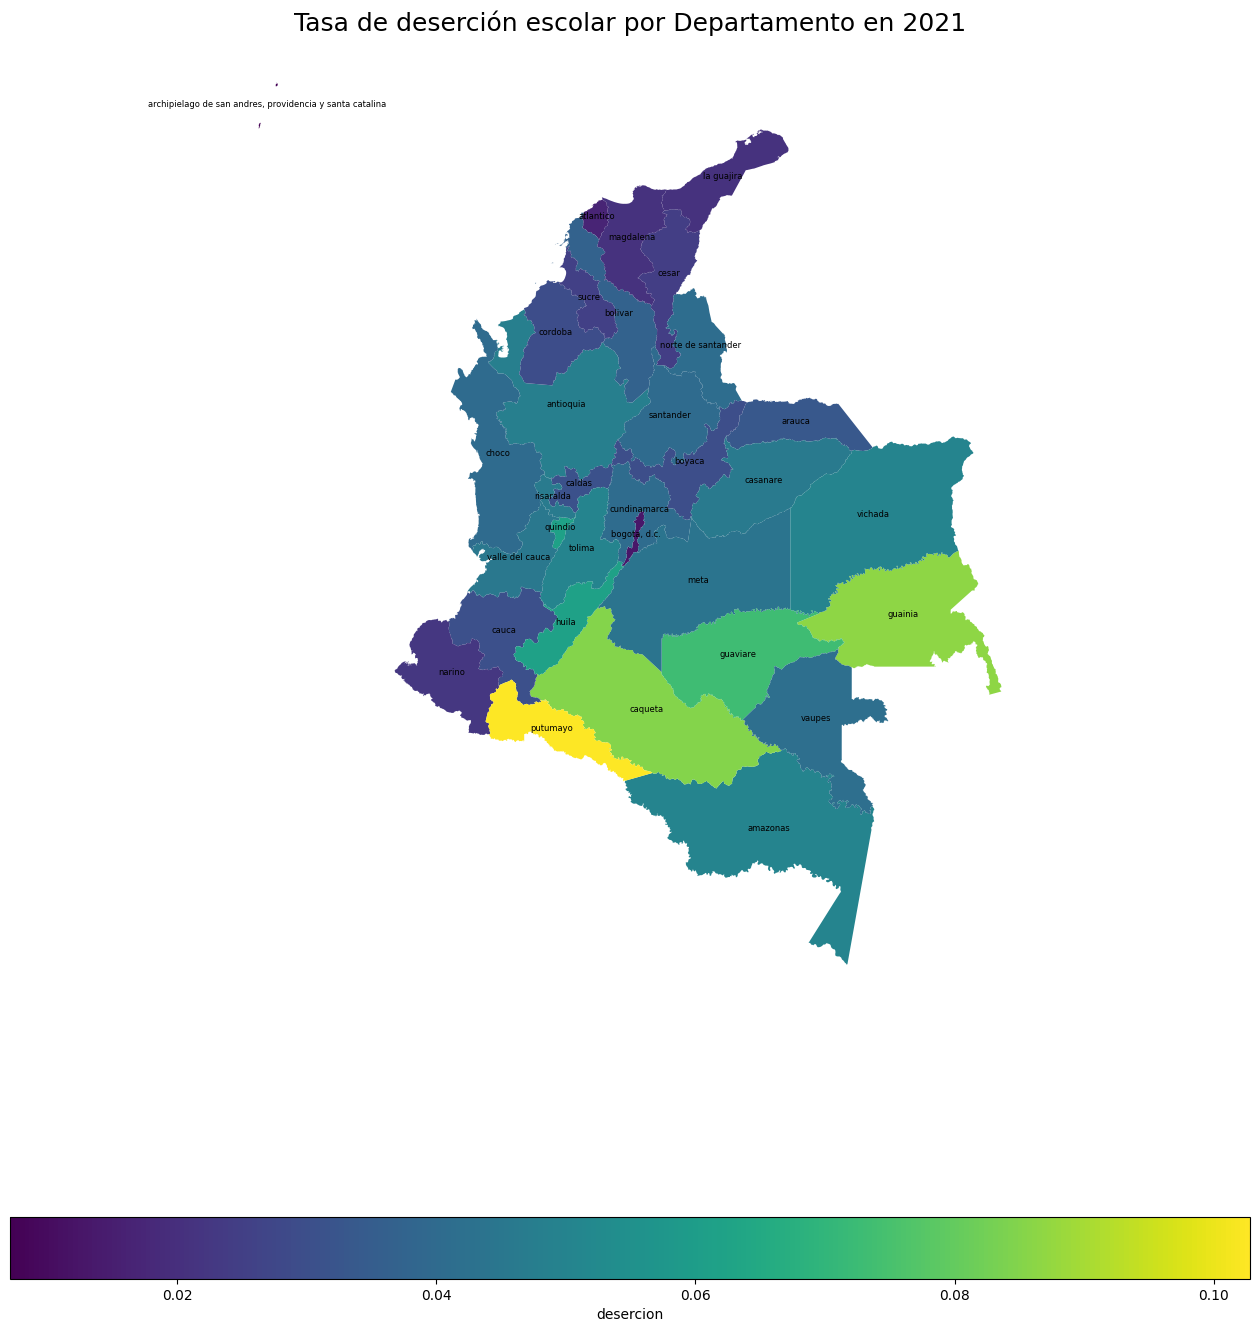 Tasa de deserción escolar por Departamento en 2021
archipielago de san andres, providencia y santa catalina
la guajira
atlantico
magdalena
cesar
sucre
bolivar
cordoba
norte de santander
antioquia
santander
arauca
choco
boyaca
casanare
caldas
risaralda
cundinamarca
vichada
quindio
bogota, d.c.
tolima
valle del cauca
meta
guainia
huila
cauca
guaviare
narino
caqueta
vaupes
putumayo
amazonas
0.02 0.04 0.06 0.08 0.10
desercion